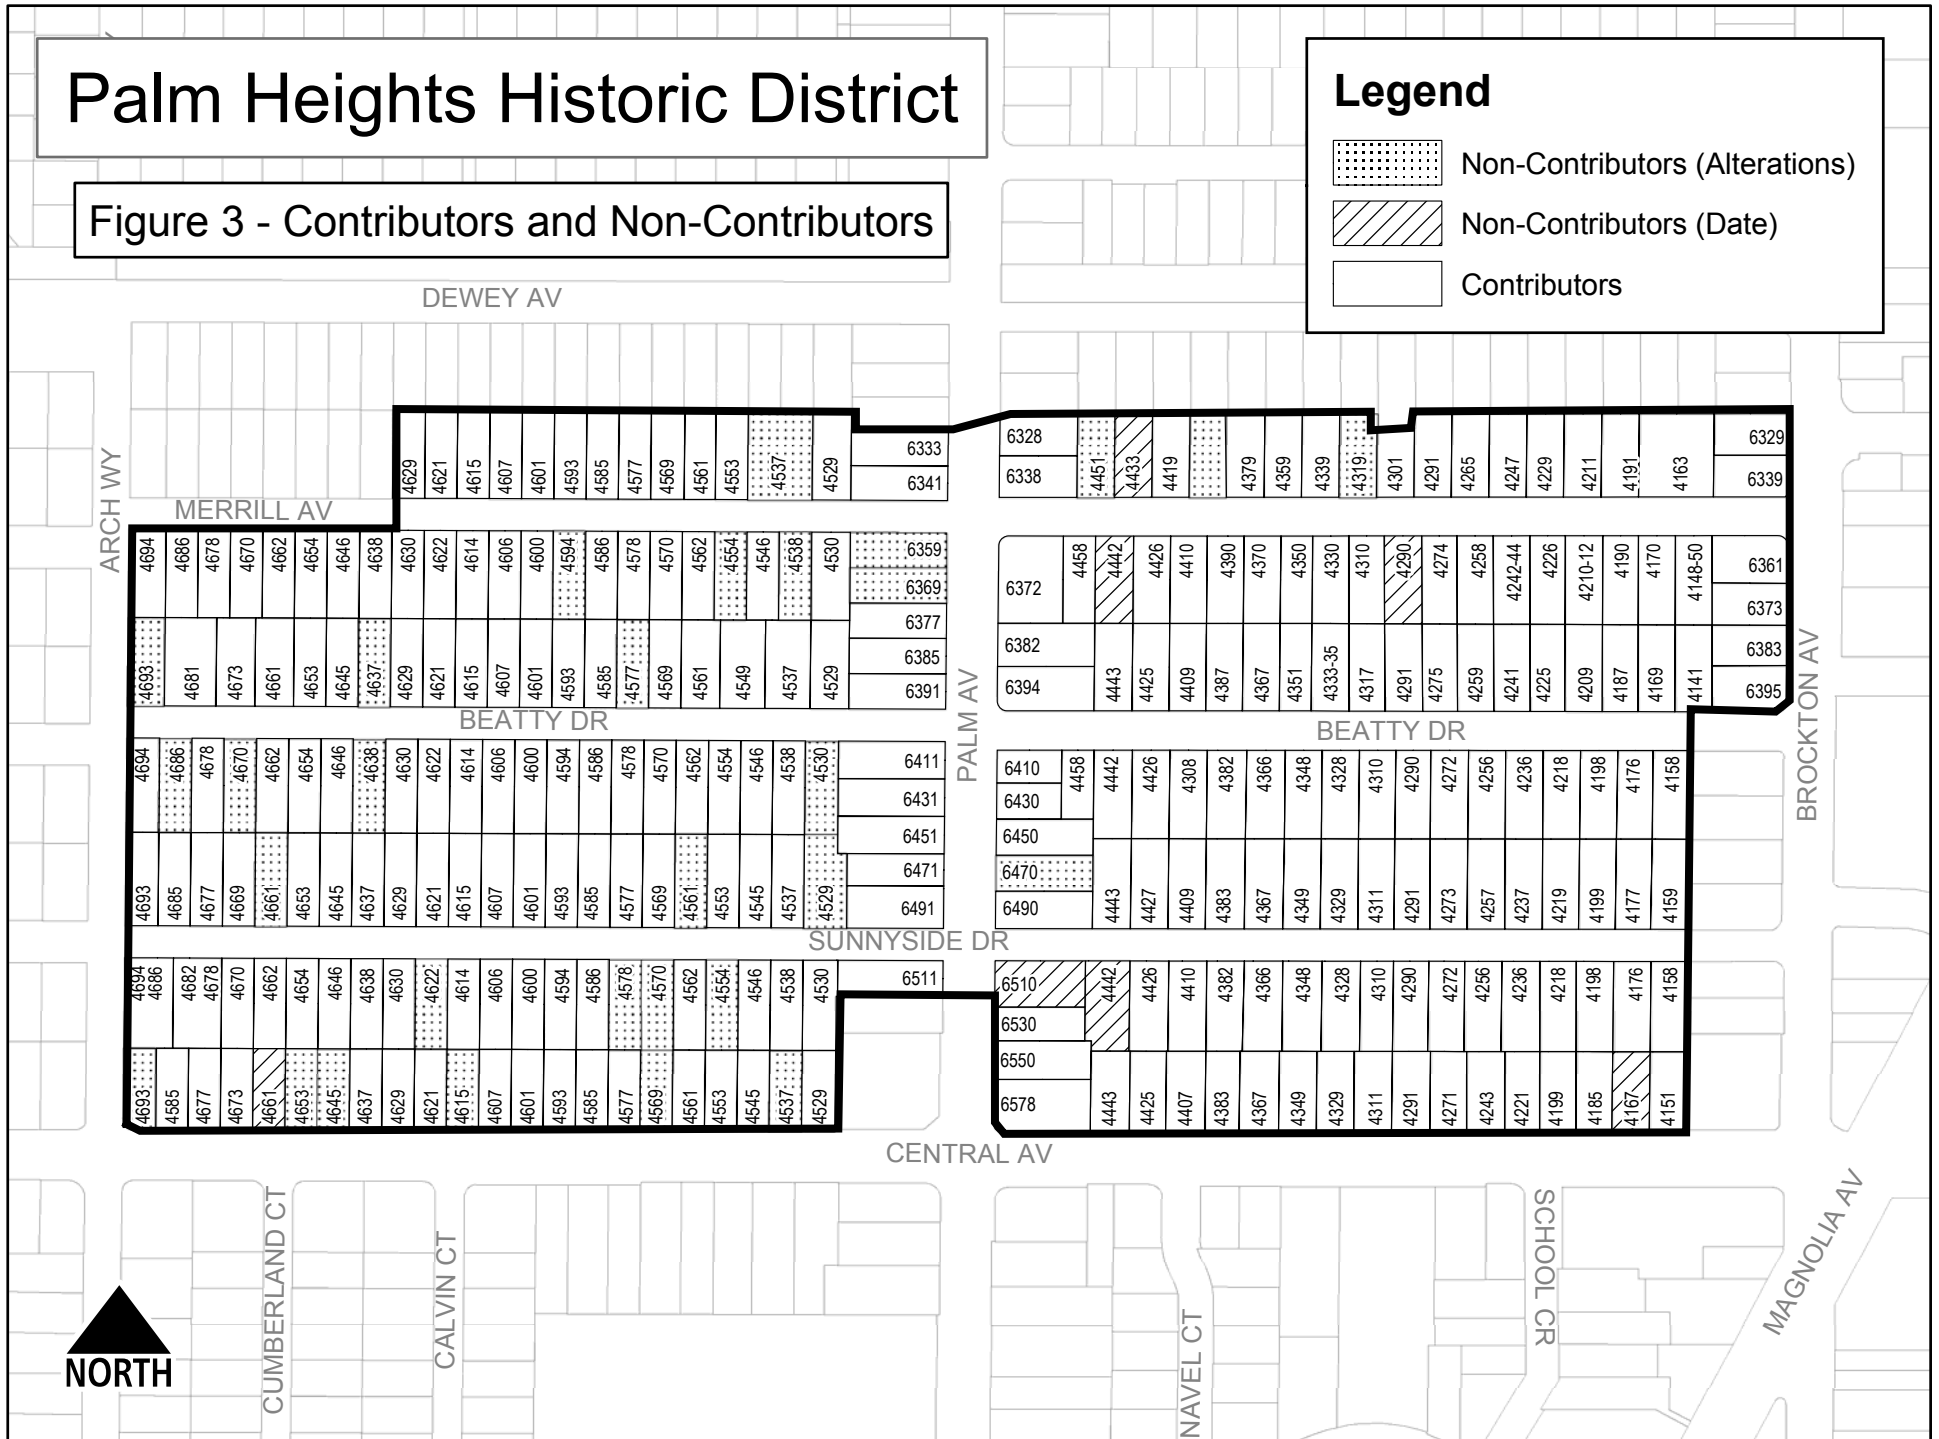 Palm Heights Historic District
Figure 3 - Contributors and Non-Contributors
Legend
Non-Contributors (Alterations)
Non-Contributors (Date)
Contributors
DEWEY AV
4629 4621 4615 4607 4601 4593 4585 4577 4569 4561 4553 4537 4529
6333
6341
6328
6338
4451 4433 4419 4379 4359 4339 4319 4301 4291 4265 4247 4229 4211 4191 4163
6329
6339
ARCH WY
MERRILL AV
4694 4686 4678 4670 4662 4654 4646 4638 4630 4622 4614 4606 4600 4594 4586 4578 4570 4562 4554 4546 4538 4530
6359
6369
6377
6385
6391
6372
6382
6394
4458 4442 4426 4410 4390 4370 4350 4330 4310 4290 4274 4258 4242-44 4226 4210-12 4190 4170 4148-50
6361
6373
6383
6395
4693 4681 4673 4661 4653 4645 4637 4629 4621 4615 4607 4601 4593 4585 4577 4569 4561 4549 4537 4529
4443 4425 4409 4387 4367 4351 4333-35 4317 4291 4275 4259 4241 4225 4209 4187 4169 4141
BEATTY DR
PALM AV
BEATTY DR
BROCKTON AV
4694 4686 4678 4670 4662 4654 4646 4638 4630 4622 4614 4606 4600 4594 4586 4578 4570 4562 4554 4546 4538 4530
6411
6431
6451
6471
6491
6410
6430
6450
6470
6490
4458 4442 4426 4308 4382 4366 4348 4328 4310 4290 4272 4256 4236 4218 4198 4176 4158
4693 4685 4677 4669 4661 4653 4645 4637 4629 4621 4615 4607 4601 4593 4585 4577 4569 4561 4553 4545 4537 4529
4443 4427 4409 4383 4367 4349 4329 4311 4291 4273 4257 4237 4219 4199 4177 4159
SUNNYSIDE DR
4694 4686 4682 4678 4670 4662 4654 4646 4638 4630 4622 4614 4606 4600 4594 4586 4578 4570 4562 4554 4546 4538 4530
6511
6510
6530
6550
6578
4442 4426 4410 4382 4366 4348 4328 4310 4290 4272 4256 4236 4218 4198 4176 4158
4693 4585 4677 4673 4661 4653 4645 4637 4629 4621 4615 4607 4601 4593 4585 4577 4569 4561 4553 4545 4537 4529
4443 4425 4407 4383 4367 4349 4329 4311 4291 4271 4243 4221 4199 4185 4167 4151
CENTRAL AV
CUMBERLAND CT
CALVIN CT
NAVEL CT
SCHOOL CR
MAGNOLIA AV
NORTH